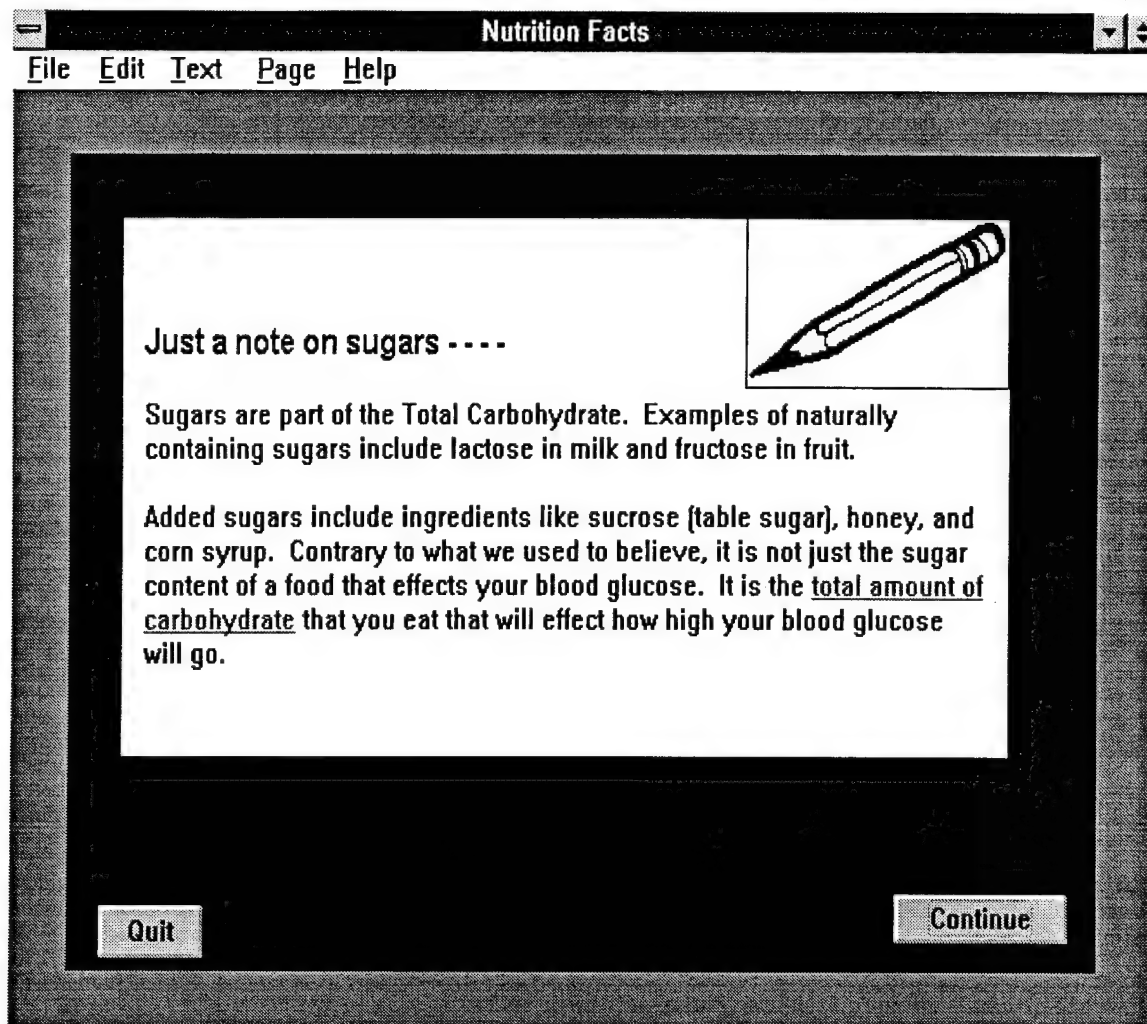 Nutrition Facts
File Edit Text Page Help
Just a note on sugars - - - -
Sugars are part of the Total Carbohydrate. Examples of naturally
containing sugars include lactose in milk and fructose in fruit.
Added sugars include ingredients like sucrose (table sugar), honey, and
corn syrup. Contrary to what we used to believe, it is not just the sugar
content of a food that effects your blood glucose. It is the total amount of
carbohydrate that you eat that will effect how high your blood glucose
will go.
Quit
Continue